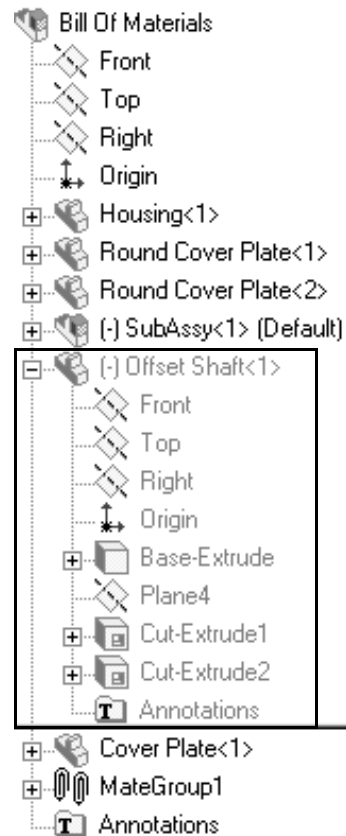 Bill Of Materials
Front
Top
Right
Origin
Housing<1>
Round Cover Plate<1>
Round Cover Plate<2>
(-) SubAssy<1> (Default)
(-) Offset Shaft<1>
Front
Top
Right
Origin
Base-Extrude
Plane4
Cut-Extrude1
Cut-Extrude2
T Annotations
Cover Plate<1>
MateGroup1
T Annotations